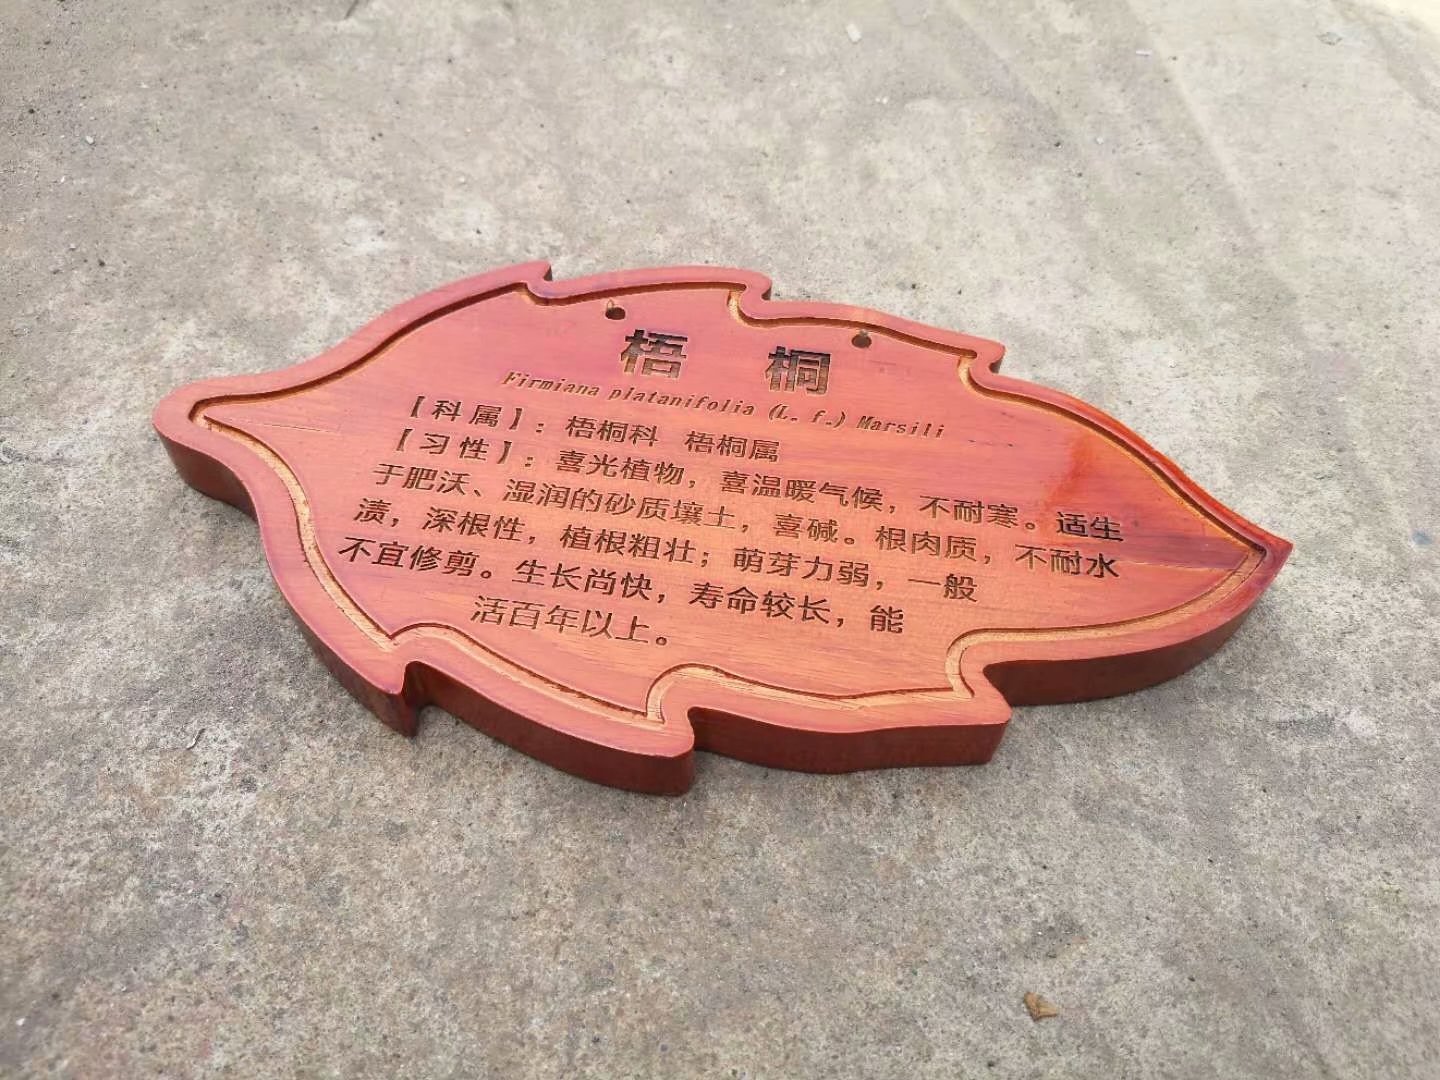 梧 桐
Firmiana platanifolia (L. f.) Marsili
【科属】：梧桐科 梧桐属
【习性】：喜光植物，喜温暖气候，不耐寒。适生
于肥沃、湿润的砂质壤土，喜碱。根肉质，不耐水
渍，深根性，植根粗壮；萌芽力弱，一般
不宜修剪。生长尚快，寿命较长，能
活百年以上。